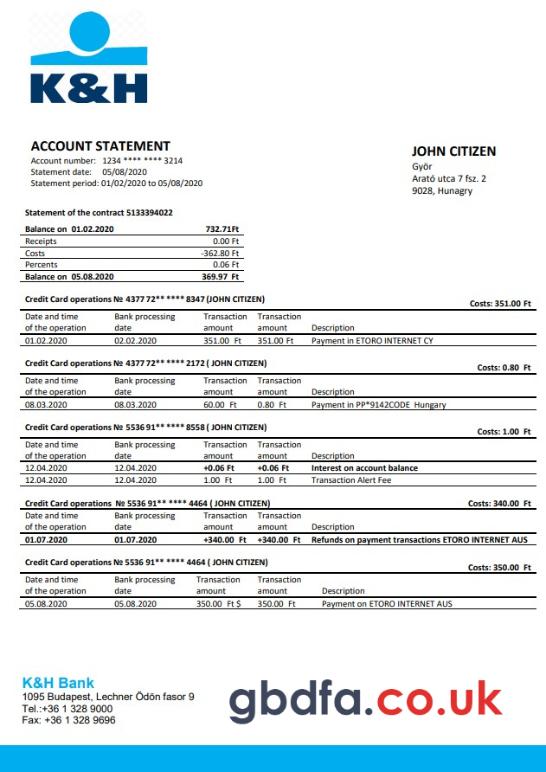 K&H
ACCOUNT STATEMENT
Account number: 1234 **** **** 3214
Statement date: 05/08/2020
Statement period: 01/02/2020 to 05/08/2020
JOHN CITIZEN
Györ
Arató utca 7 fsz. 2
9028, Hunagry
Statement of the contract 5133394022
Balance on 01.02.2020 732.71Ft
Receipts 0.00 Ft
Costs -362.80 Ft
Percents 0.06 Ft
Balance on 05.08.2020 369.97 Ft
Credit Card operations № 4377 72** **** 8347 (JOHN CITIZEN) Costs: 351.00 Ft
Date and time Bank processing Transaction Transaction
of the operation date amount amount Description
01.02.2020 02.02.2020 351.00 Ft 351.00 Ft Payment in ETORO INTERNET CY
Credit Card operations № 4377 72** **** 2172 ( JOHN CITIZEN) Costs: 0.80 Ft
Date and time Bank processing Transaction Transaction
of the operation date amount amount Description
08.03.2020 08.03.2020 60.00 Ft 0.80 Ft Payment in PP*9142CODE Hungary
Credit Card operations № 5536 91** **** 8558 ( JOHN CITIZEN) Costs: 1.00 Ft
Date and time Bank processing Transaction Transaction
of the operation date amount amount Description
12.04.2020 12.04.2020 +0.06 Ft +0.06 Ft Interest on account balance
12.04.2020 12.04.2020 1.00 Ft 1.00 Ft Transaction Alert Fee
Credit Card operations № 5536 91** **** 4464 ( JOHN CITIZEN) Costs: 340.00 Ft
Date and time Bank processing Transaction Transaction
of the operation date amount amount Description
01.07.2020 01.07.2020 +340.00 Ft +340.00 Ft Refunds on payment transactions ETORO INTERNET AUS
Credit Card operations № 5536 91** **** 4464 ( JOHN CITIZEN) Costs: 350.00 Ft
Date and time Bank processing Transaction Transaction
of the operation date amount amount Description
05.08.2020 05.08.2020 350.00 Ft $ 350.00 Ft Payment on ETORO INTERNET AUS
K&H Bank
1095 Budapest, Lechner Ödön fasor 9
Tel.:+36 1 328 9000
Fax: +36 1 328 9696
gbdfa.co.uk